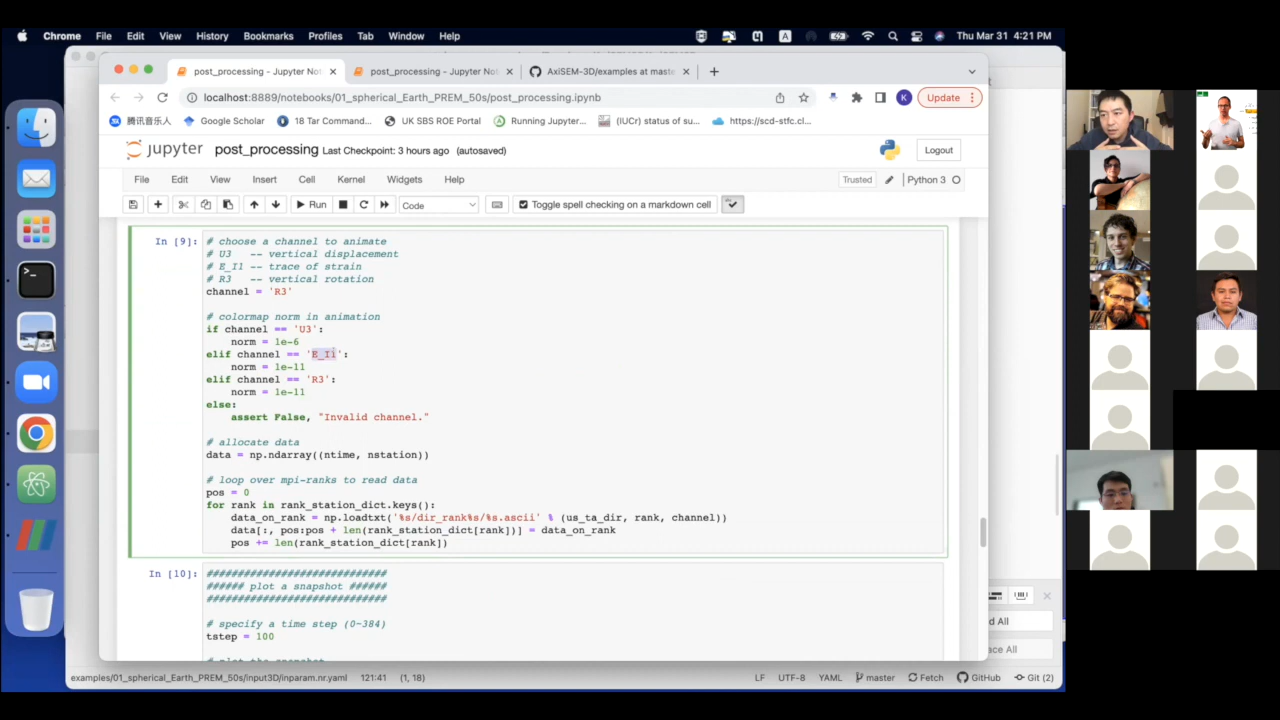 Chrome File Edit View History Bookmarks Profiles Tab Window Help Thu Mar 31 4:21 PM
post_processing - Jupyter Not post_processing - Jupyter Not AxiSEM-3D/examples at maste
localhost:8889/notebooks/01_spherical_Earth_PREM_50s/post_processing.ipynb K Update
腾讯音乐人 Google Scholar 18 Tar Command... UK SBS ROE Portal Running Jupyter... (IUCr) status of su... https://scd-stfc.cl...
jupyter post_processing Last Checkpoint: 3 hours ago (autosaved) Logout
File Edit View Insert Cell Kernel Widgets Help Trusted Python 3
Run Code Toggle spell checking on a markdown cell
In [9]: # choose a channel to animate
# U3 -- vertical displacement
# E_I1 -- trace of strain
# R3 -- vertical rotation
channel = 'R3'
# colormap norm in animation
if channel == 'U3':
norm = 1e-6
elif channel == 'E_I1':
norm = 1e-11
elif channel == 'R3':
norm = 1e-11
else:
assert False, "Invalid channel."
# allocate data
data = np.ndarray((ntime, nstation))
# loop over mpi-ranks to read data
pos = 0
for rank in rank_station_dict.keys():
data_on_rank = np.loadtxt('%s/dir_rank%s/%s.ascii' % (us_ta_dir, rank, channel))
data[:, pos:pos + len(rank_station_dict[rank])] = data_on_rank
pos += len(rank_station_dict[rank])
In [10]: #############################
###### plot a snapshot ######
#############################
# specify a time step (0-384)
tstep = 100
# plot the snapshot
d All
ace All
examples/01_spherical_Earth_PREM_50s/input3D/inparam.nr.yaml 121:41 (1, 18) LF UTF-8 YAML master Fetch GitHub Git (2)